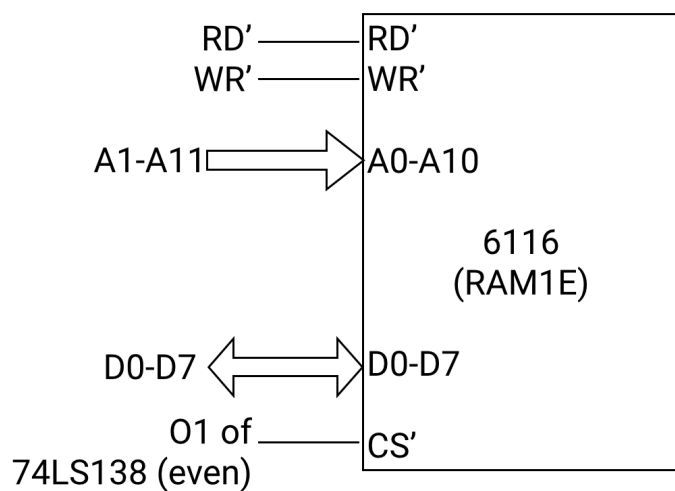 RD’ RD’
WR’ WR’
A1-A11 A0-A10
6116
(RAM1E)
D0-D7 D0-D7
O1 of
74LS138 (even) CS’